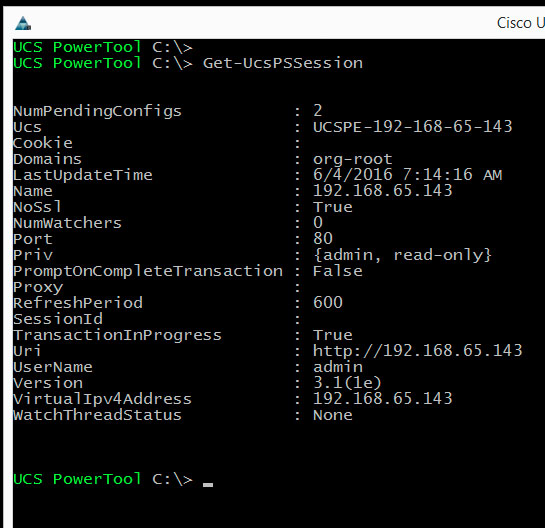 Cisco U
UCS PowerTool C:\>
UCS PowerTool C:\> Get-UcsPSSession
NumPendingConfigs : 2
Ucs : UCSPE-192-168-65-143
Cookie :
Domains : org-root
LastUpdateTime : 6/4/2016 7:14:16 AM
Name : 192.168.65.143
NoSsl : True
NumWatchers : 0
Port : 80
Priv : {admin, read-only}
PromptOnCompleteTransaction : False
Proxy :
RefreshPeriod : 600
SessionId :
TransactionInProgress : True
Uri : http://192.168.65.143
UserName : admin
Version : 3.1(1e)
VirtualIpv4Address : 192.168.65.143
WatchThreadStatus : None
UCS PowerTool C:\> _